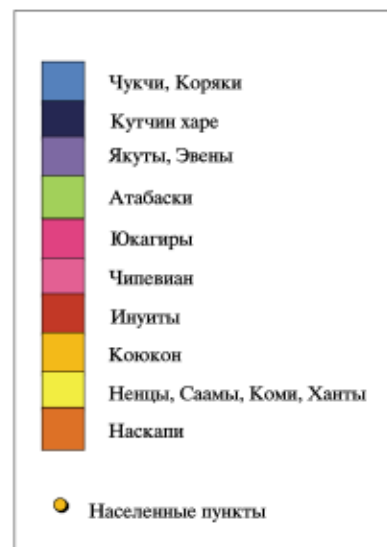 Чукчи, Коряки
Кутчин харе
Якуты, Эвены
Атабаски
Юкагиры
Чипевиан
Инуиты
Коюкон
Ненцы, Саамы, Коми, Ханты
Наскапи
Населенные пункты